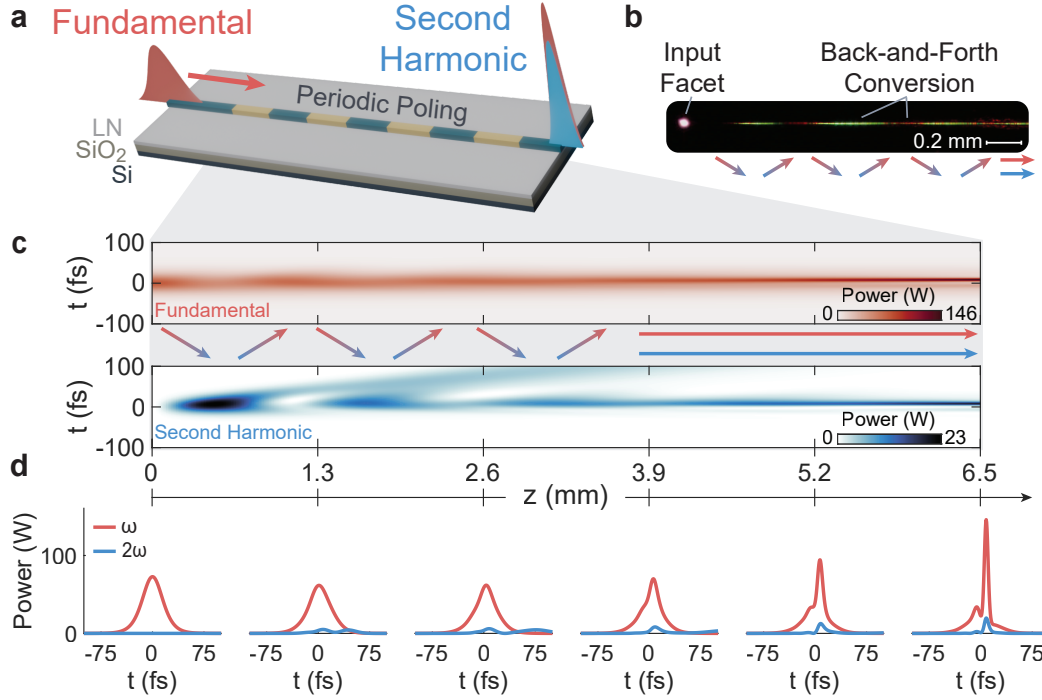 a
Fundamental
Second
Harmonic
Periodic Poling
LN
SiO2
Si
b
Input
Facet
Back-and-Forth
Conversion
0.2 mm
c
t (fs)
100
0
-100
Fundamental
Power (W)
0 146
t (fs)
100
0
-100
Second Harmonic
Power (W)
0 23
0 1.3 2.6 3.9 5.2 6.5
z (mm)
d
Power (W)
100
0
ω
2ω
-75 0 75 -75 0 75 -75 0 75 -75 0 75 -75 0 75 -75 0 75
t (fs) t (fs) t (fs) t (fs) t (fs) t (fs)